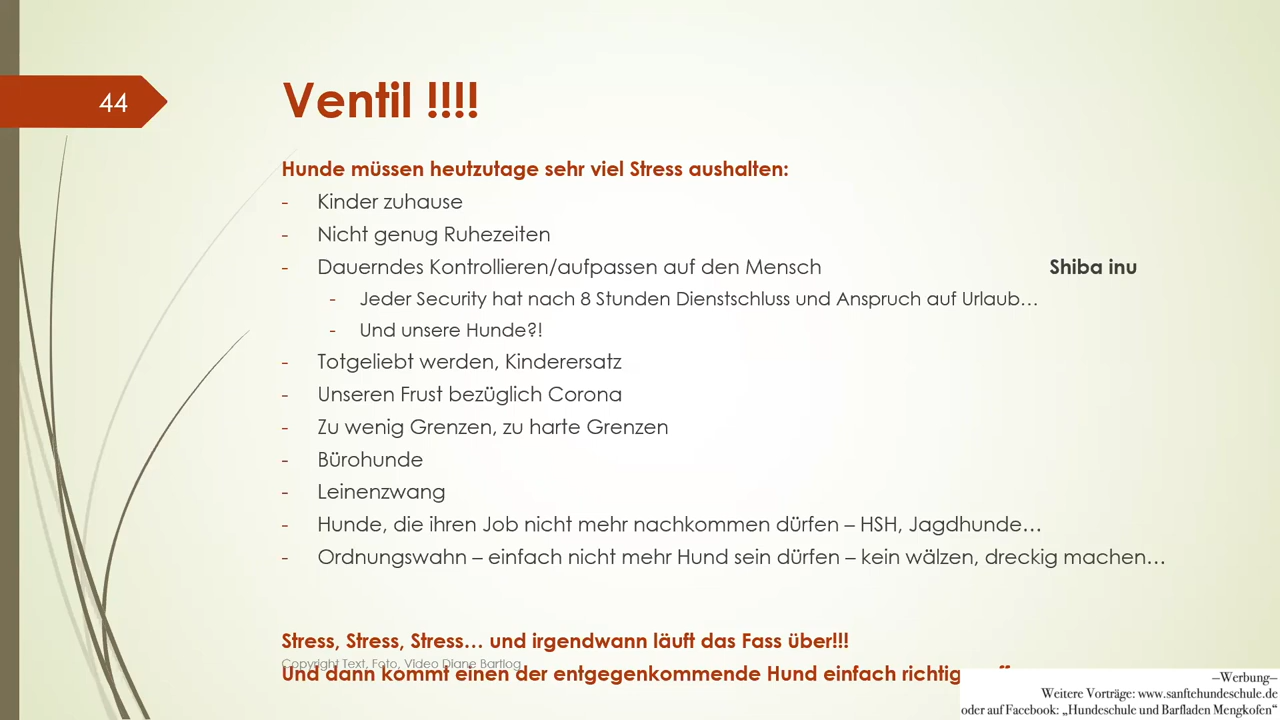 44
Ventil !!!!
Hunde müssen heutzutage sehr viel Stress aushalten:
- Kinder zuhause
- Nicht genug Ruhezeiten
- Dauerndes Kontrollieren/aufpassen auf den Mensch Shiba inu
- Jeder Security hat nach 8 Stunden Dienstschluss und Anspruch auf Urlaub…
- Und unsere Hunde?!
- Totgeliebt werden, Kinderersatz
- Unseren Frust bezüglich Corona
- Zu wenig Grenzen, zu harte Grenzen
- Bürohunde
- Leinenzwang
- Hunde, die ihren Job nicht mehr nachkommen dürfen – HSH, Jagdhunde…
- Ordnungswahn – einfach nicht mehr Hund sein dürfen – kein wälzen, dreckig machen…
Stress, Stress, Stress… und irgendwann läuft das Fass über!!!
Copyright Text, Foto, Video Diane Bartlog
Und dann kommt einen der entgegenkommende Hund einfach richtig
–Werbung–
Weitere Vorträge: www.sanftehundeschule.de
oder auf Facebook: „Hundeschule und Barfladen Mengkofen“